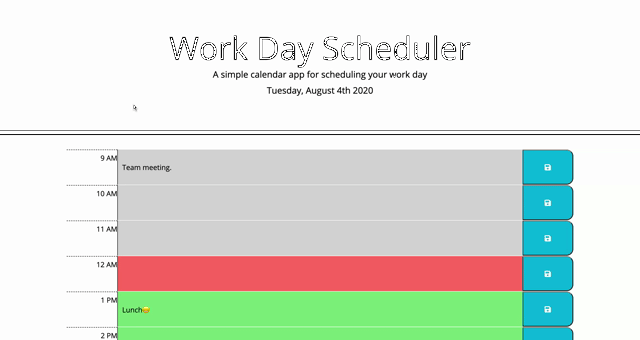 Work Day Scheduler
A simple calendar app for scheduling your work day
Tuesday, August 4th 2020
9 AM
Team meeting.
10 AM
11 AM
12 AM
1 PM
Lunch😋
2 PM